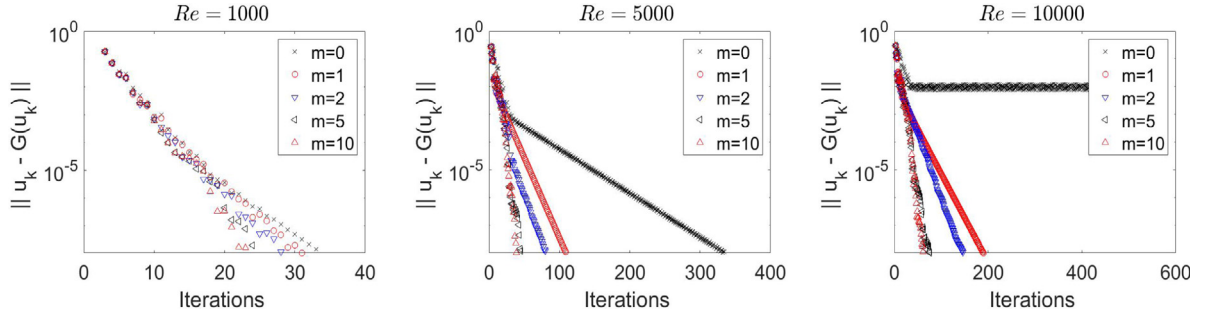 Re = 1000
10^0
10^-5
|| u_k - G(u_k) ||
0 10 20 30 40
Iterations
m=0
m=1
m=2
m=5
m=10
Re = 5000
10^0
10^-5
|| u_k - G(u_k) ||
0 100 200 300 400
Iterations
m=0
m=1
m=2
m=5
m=10
Re = 10000
10^0
10^-5
|| u_k - G(u_k) ||
0 200 400 600
Iterations
m=0
m=1
m=2
m=5
m=10